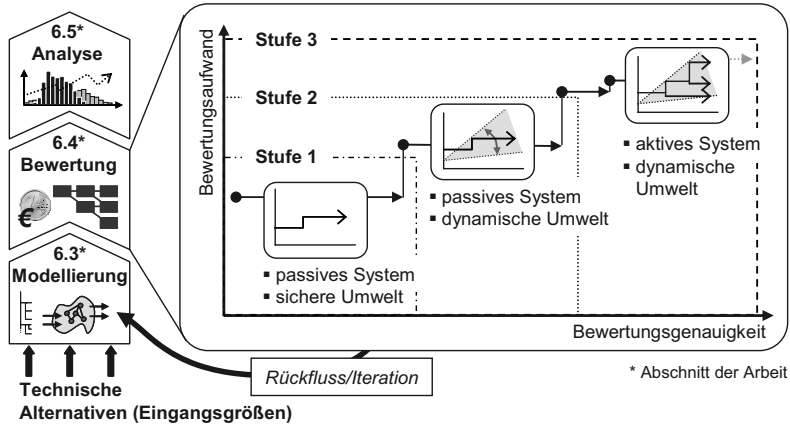 6.5*
Analyse
6.4*
Bewertung
€
6.3*
Modellierung
Technische
Alternativen (Eingangsgrößen)
Bewertungsaufwand
Stufe 3
Stufe 2
Stufe 1
▪ passives System
▪ sichere Umwelt
▪ passives System
▪ dynamische Umwelt
▪ aktives System
▪ dynamische
Umwelt
Bewertungsgenauigkeit
Rückfluss/Iteration
* Abschnitt der Arbeit